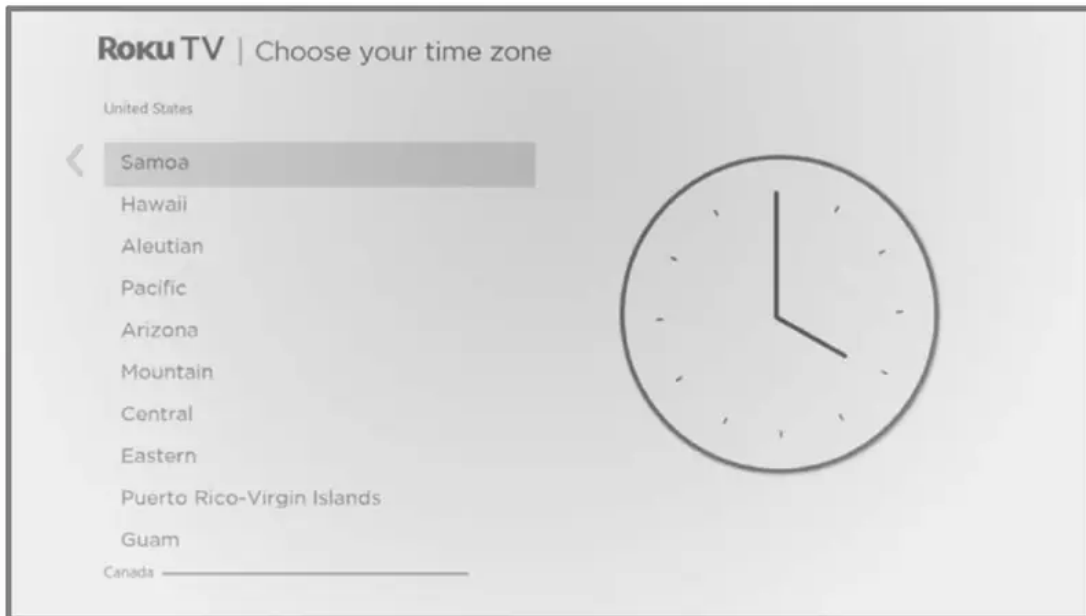 Roku TV | Choose your time zone
United States
Samoa
Hawaii
Aleutian
Pacific
Arizona
Mountain
Central
Eastern
Puerto Rico-Virgin Islands
Guam
Canada